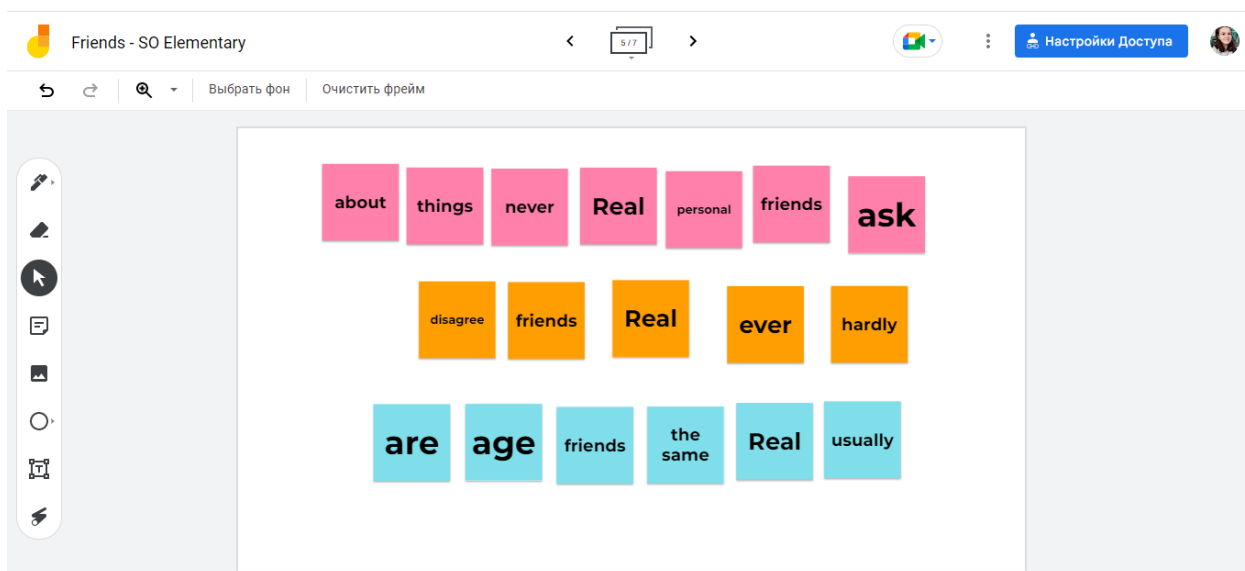 Friends - SO Elementary
5 / 7
Настройки Доступа
Выбрать фон Очистить фрейм
about things never Real personal friends ask
disagree friends Real ever hardly
are age friends the same Real usually
T